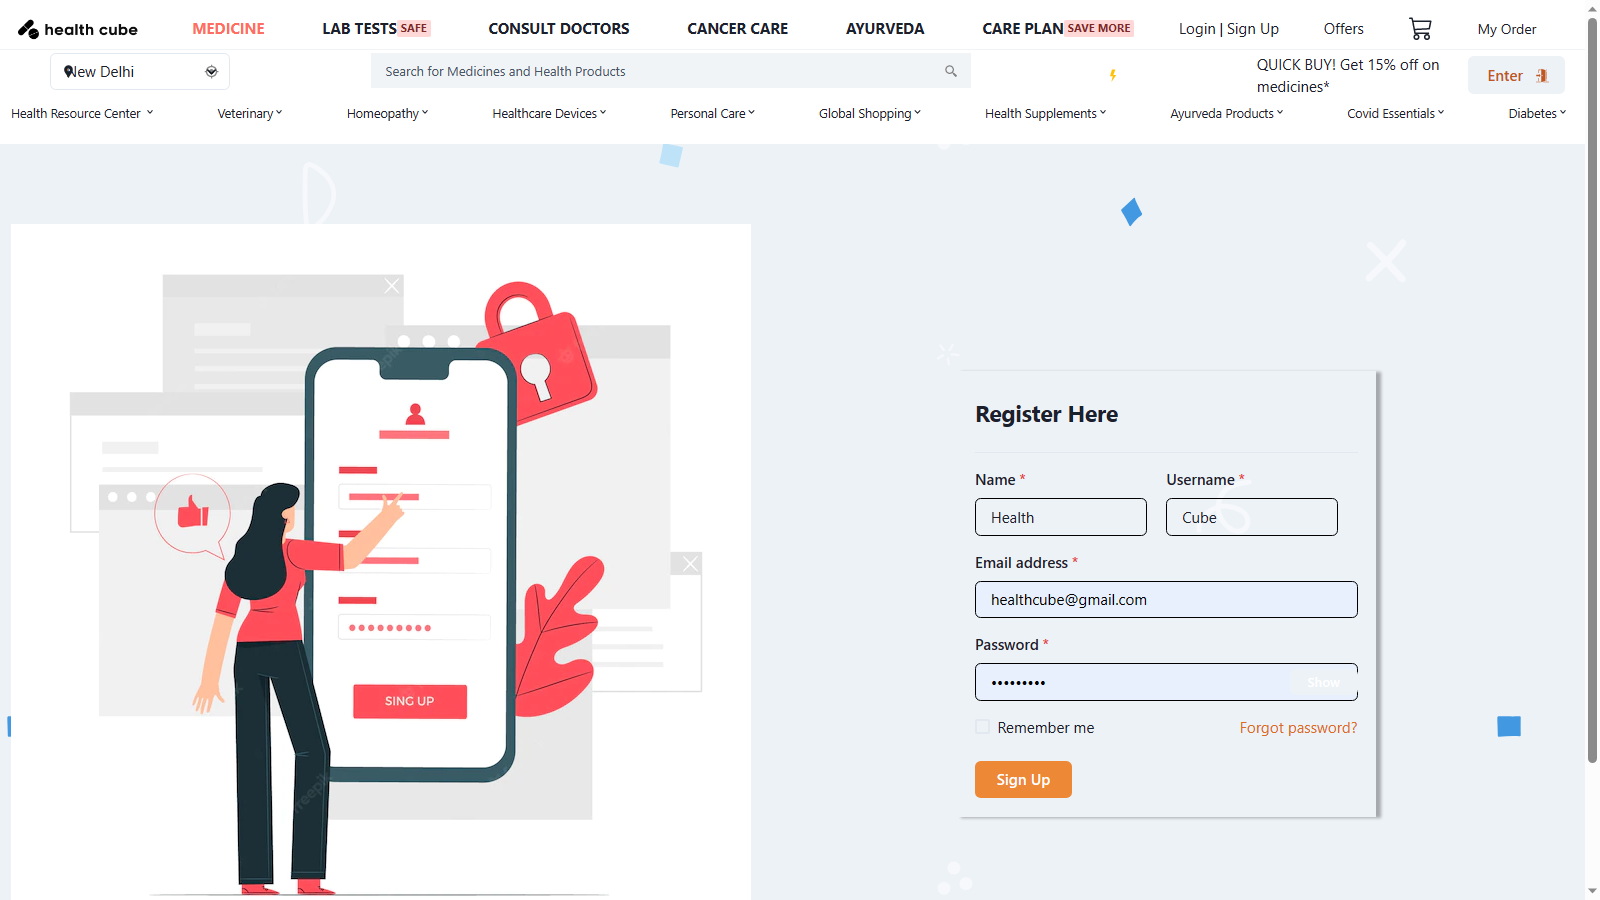 health cube MEDICINE LAB TESTS SAFE CONSULT DOCTORS CANCER CARE AYURVEDA CARE PLAN SAVE MORE Login | Sign Up Offers My Order
New Delhi Search for Medicines and Health Products QUICK BUY! Get 15% off on
medicines* Enter
Health Resource Center Veterinary Homeopathy Healthcare Devices Personal Care Global Shopping Health Supplements Ayurveda Products Covid Essentials Diabetes
SING UP
Register Here
Name * Username *
Health Cube
Email address *
healthcube@gmail.com
Password *
••••••••• Show
Remember me Forgot password?
Sign Up